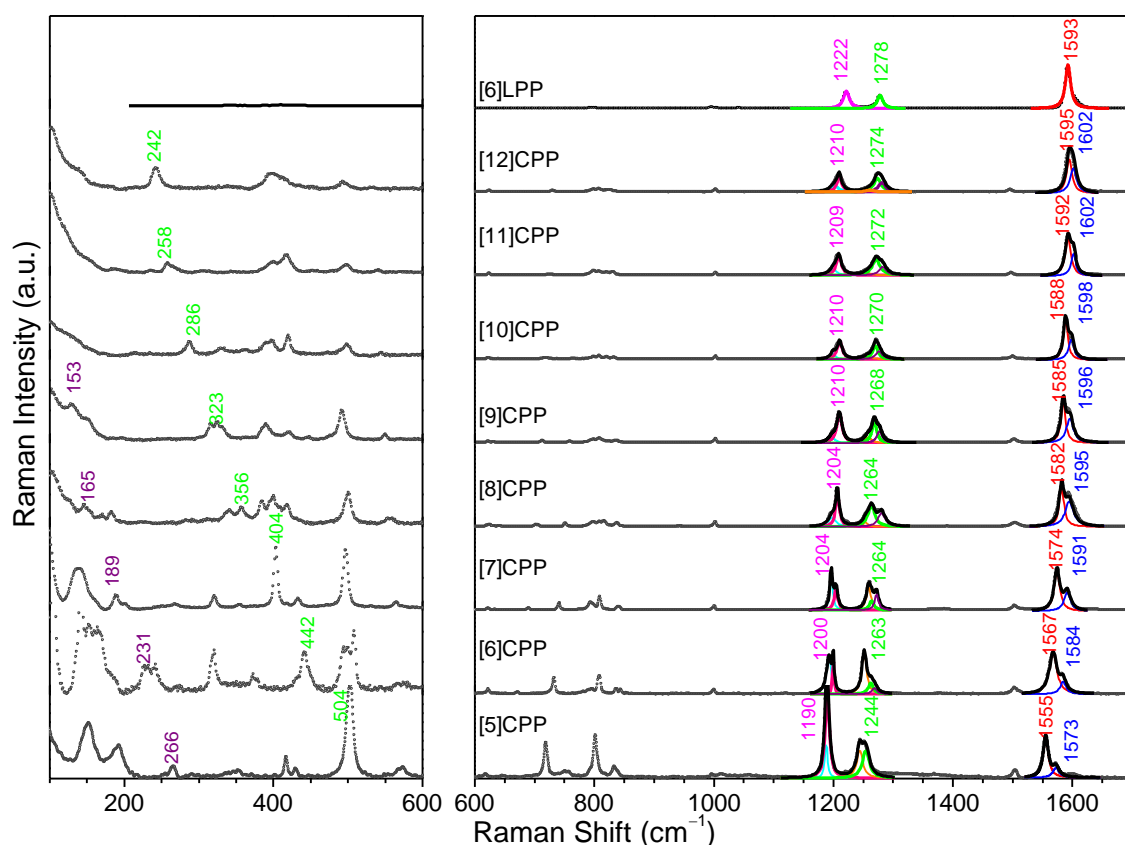 [6]LPP 1222 1278 1593
242 [12]CPP 1210 1274 1595 1602
258 [11]CPP 1209 1272 1592 1602
286 [10]CPP 1210 1270 1588 1598
153 323 [9]CPP 1210 1268 1585 1596
165 356 [8]CPP 1204 1264 1582 1595
189 404 [7]CPP 1204 1264 1574 1591
231 442 [6]CPP 1200 1263 1567 1584
266 504 [5]CPP 1190 1244 1555 1573
Raman Intensity (a.u.)
200 400 600 600 800 1000 1200 1400 1600
Raman Shift (cm⁻¹)